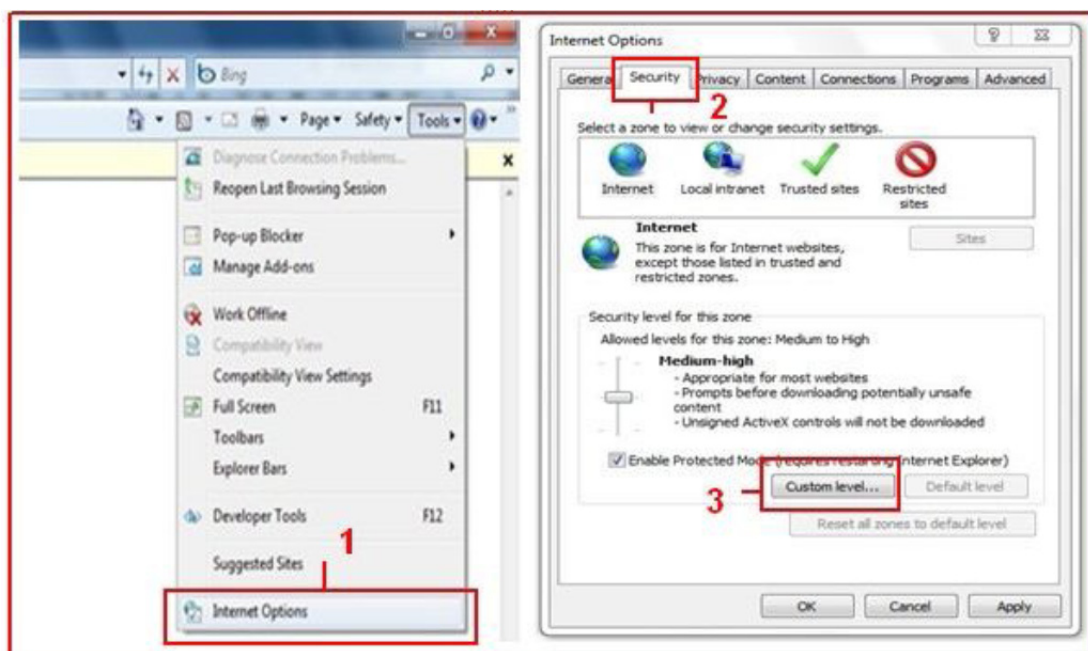 Bing
Page Safety Tools
Diagnose Connection Problems...
Reopen Last Browsing Session
Pop-up Blocker
Manage Add-ons
Work Offline
Compatibility View
Compatibility View Settings
Full Screen F11
Toolbars
Explorer Bars
Developer Tools F12
Suggested Sites
1
Internet Options
Internet Options
General Security Privacy Content Connections Programs Advanced
2
Select a zone to view or change security settings.
Internet Local intranet Trusted sites Restricted
sites
Internet
Sites
This zone is for Internet websites,
except those listed in trusted and
restricted zones.
Security level for this zone
Allowed levels for this zone: Medium to High
Medium-high
- Appropriate for most websites
- Prompts before downloading potentially unsafe
content
- Unsigned ActiveX controls will not be downloaded
Enable Protected Mode (requires restarting Internet Explorer)
3
Custom level... Default level
Reset all zones to default level
OK Cancel Apply